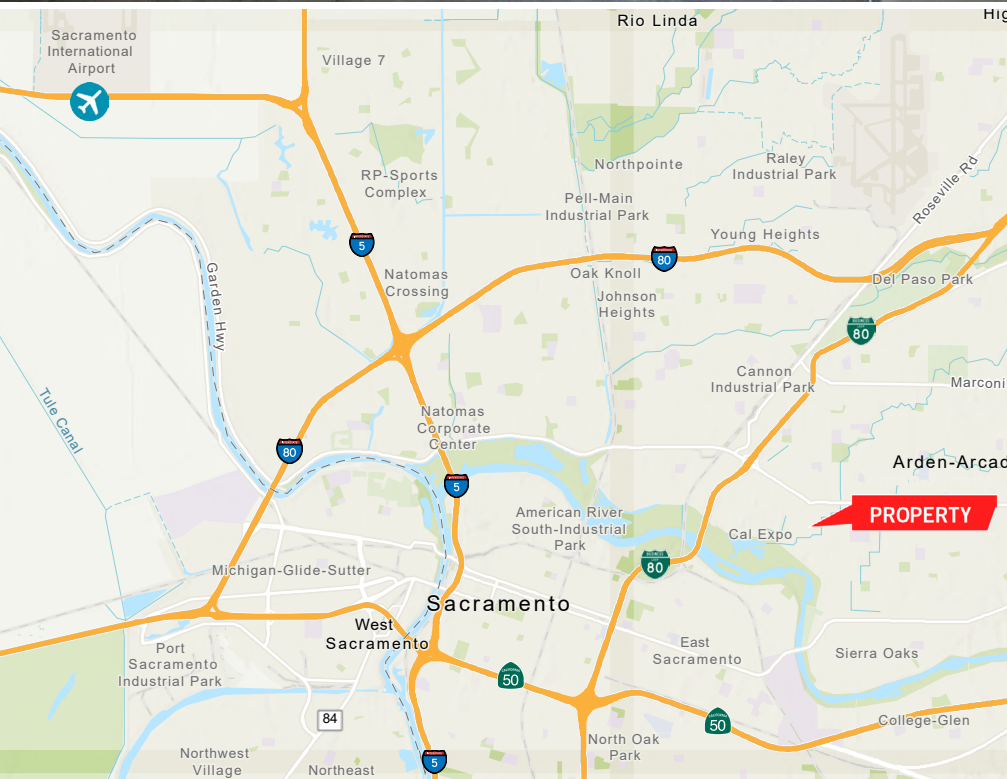 Rio Linda
Sacramento
International
Airport
Village 7
RP-Sports
Complex
Northpointe
Raley
Industrial Park
Pell-Main
Industrial Park
Roseville Rd
Young Heights
5
80
Natomas
Crossing
Oak Knoll
Johnson
Heights
Del Paso Park
Garden Hwy
BUSINESS
80
Cannon
Industrial Park
Marconi
Tule Canal
Natomas
Corporate
Center
80
5
Arden-Arcad
PROPERTY
American River
South-Industrial
Park
Cal Expo
BUSINESS
80
Michigan-Glide-Sutter
Sacramento
West
Sacramento
East
Sacramento
Sierra Oaks
Port
Sacramento
Industrial Park
CALIFORNIA
50
84
CALIFORNIA
50
College-Glen
North Oak
Park
Northwest
Village
Northeast
5